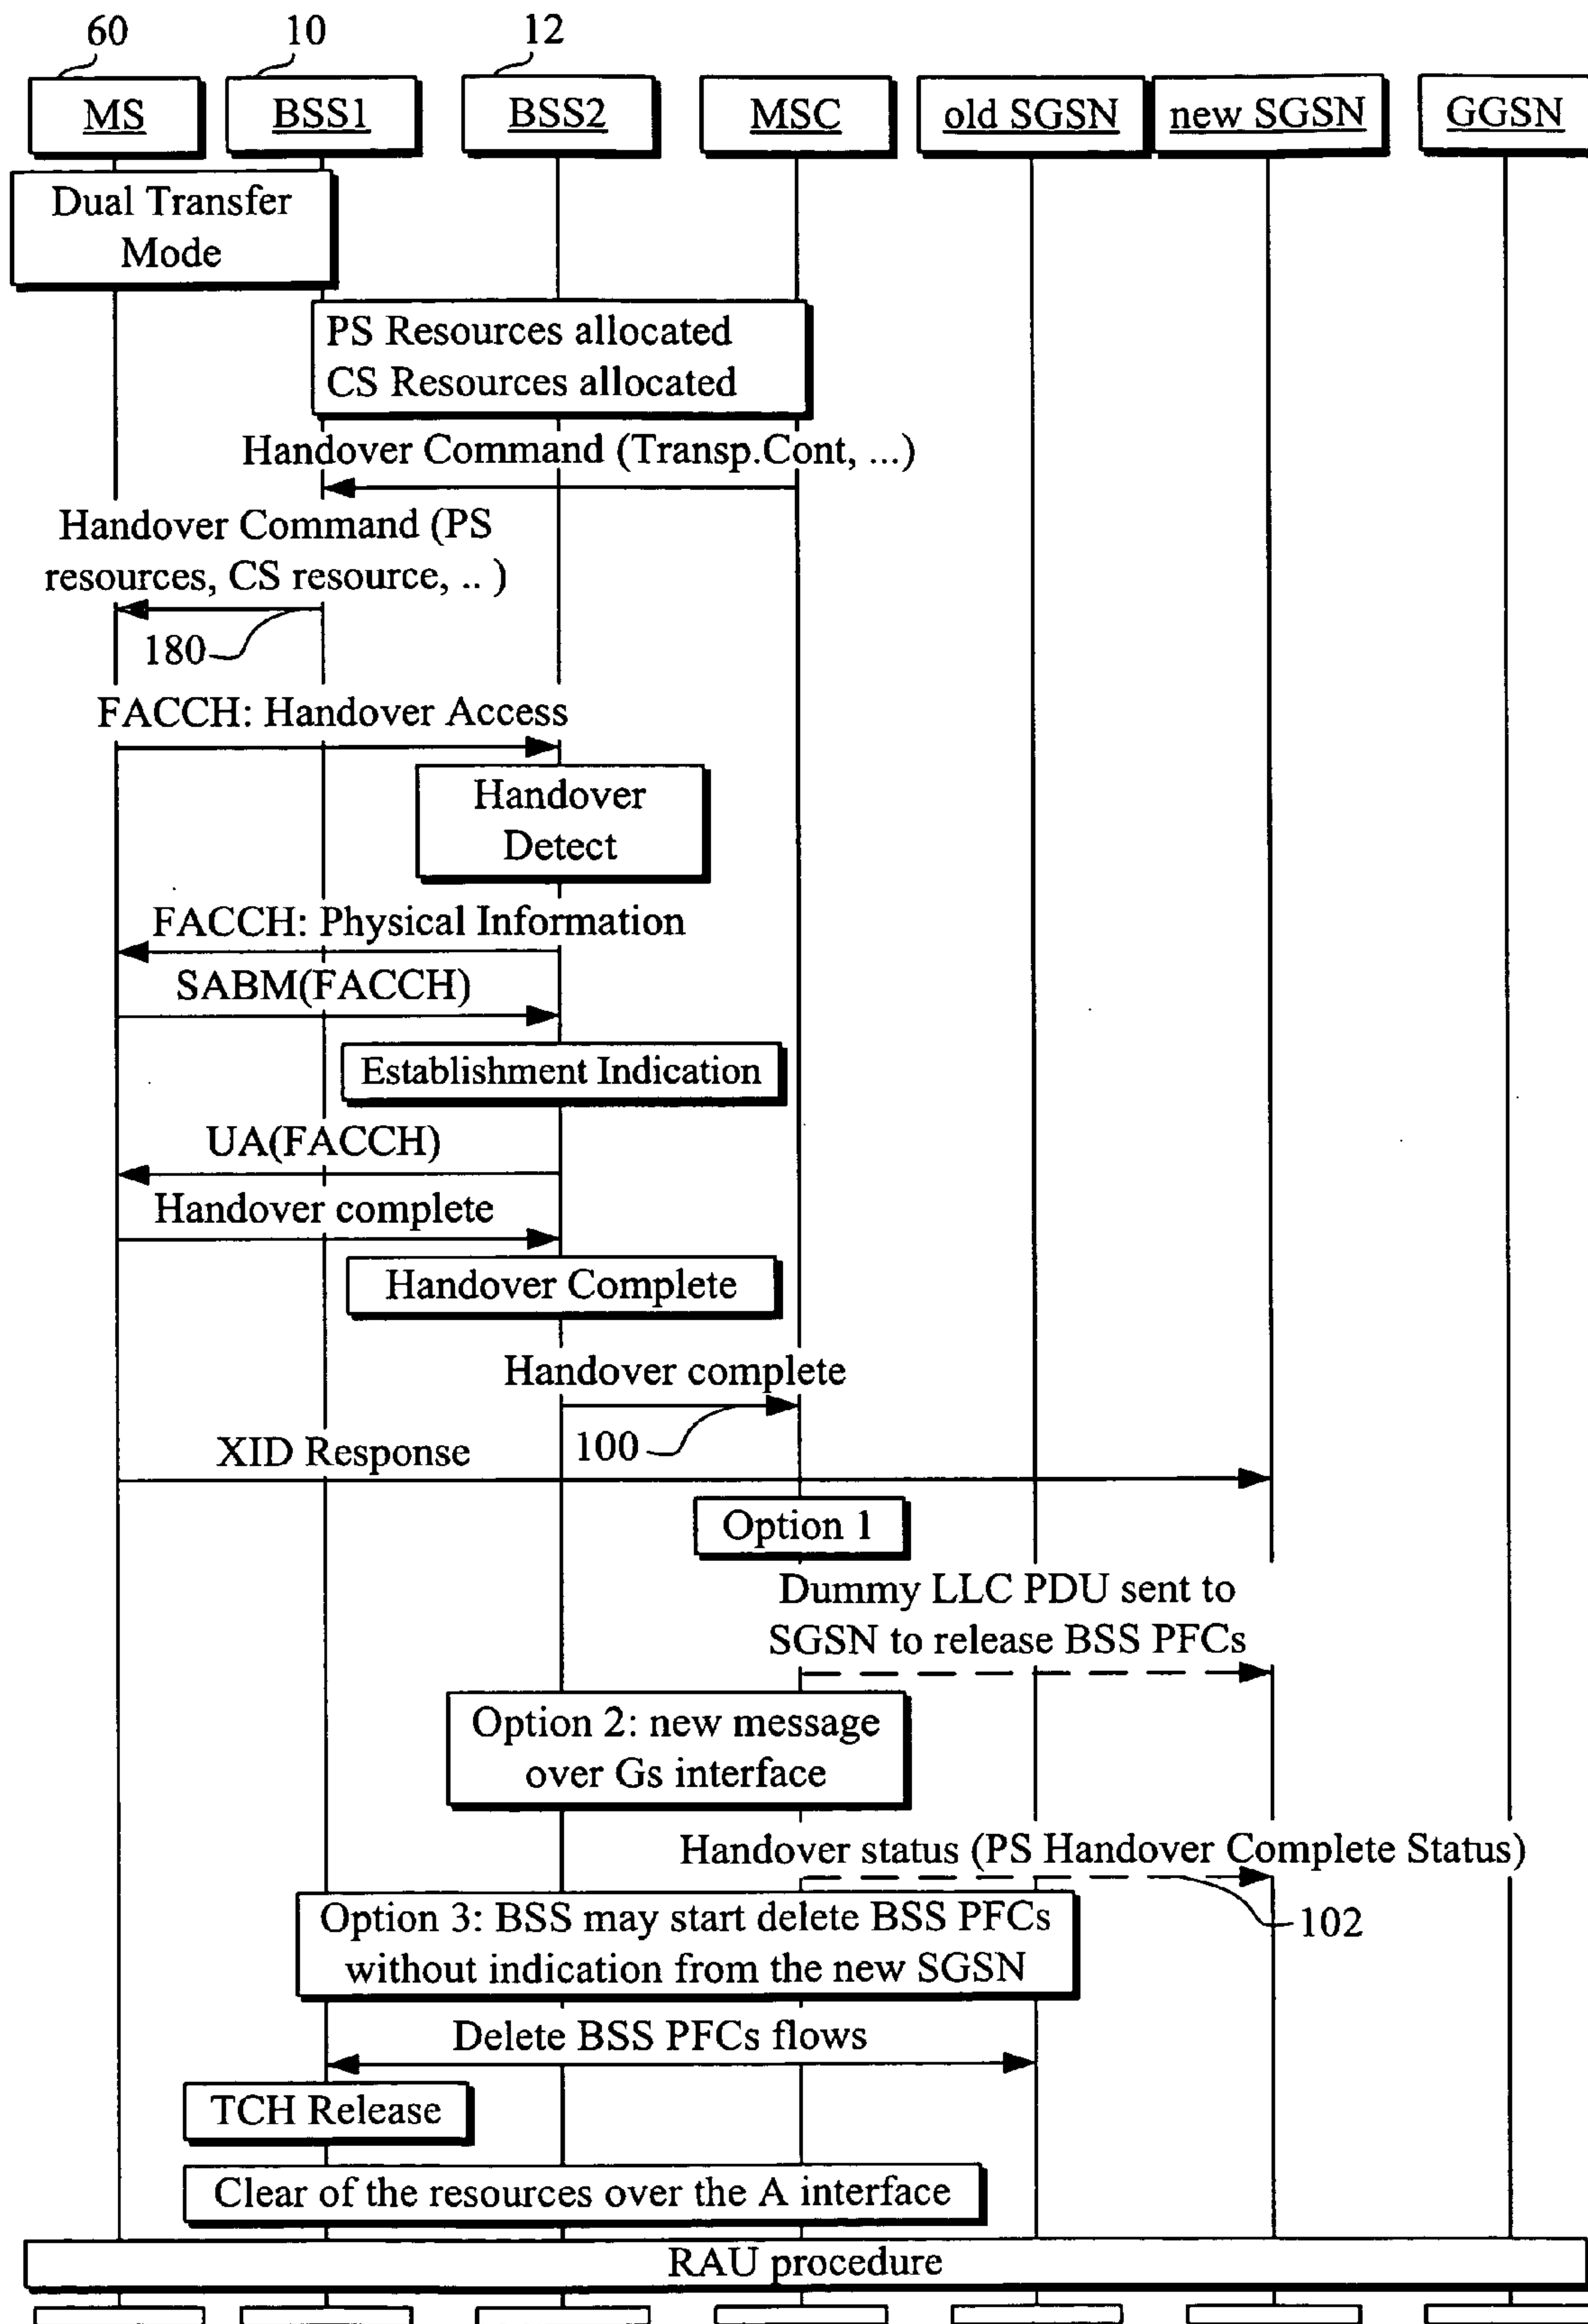 60 10 12
MS BSS1 BSS2 MSC old SGSN new SGSN GGSN
Dual Transfer
Mode
PS Resources allocated
CS Resources allocated
Handover Command (Transp.Cont, ...)
Handover Command (PS
resources, CS resource, .. )
180
FACCH: Handover Access
Handover
Detect
FACCH: Physical Information
SABM(FACCH)
Establishment Indication
UA(FACCH)
Handover complete
Handover Complete
Handover complete
100
XID Response
Option 1
Dummy LLC PDU sent to
SGSN to release BSS PFCs
Option 2: new message
over Gs interface
Handover status (PS Handover Complete Status)
102
Option 3: BSS may start delete BSS PFCs
without indication from the new SGSN
Delete BSS PFCs flows
TCH Release
Clear of the resources over the A interface
RAU procedure